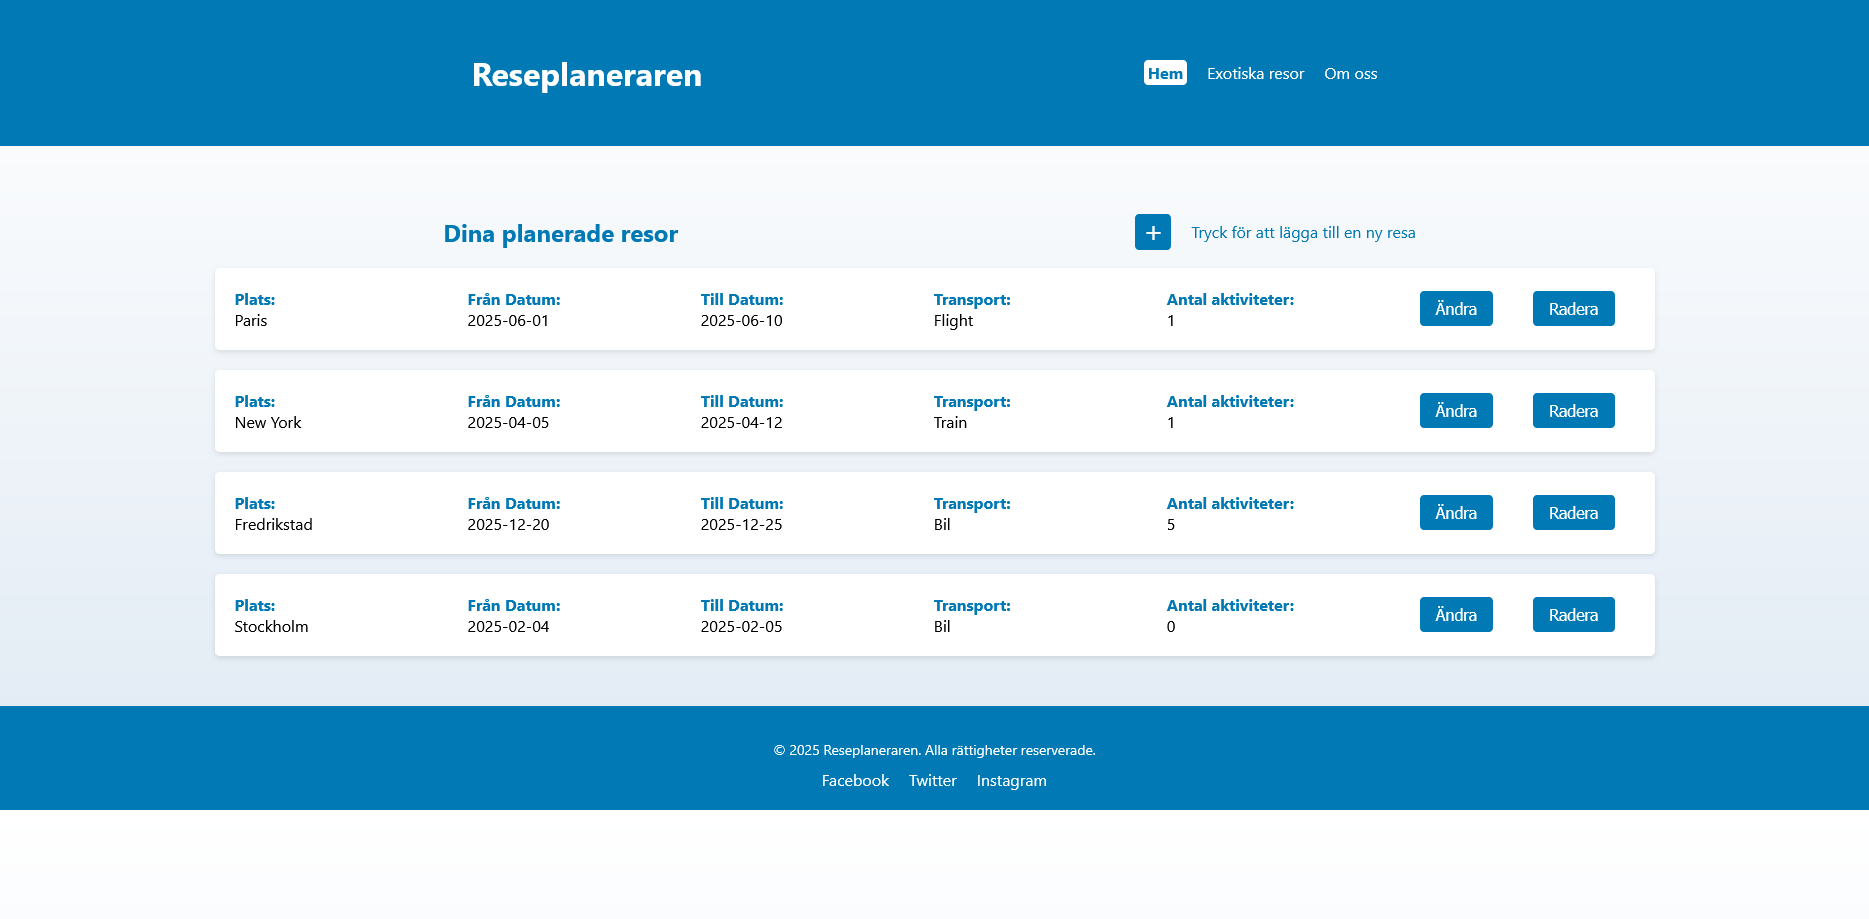 Reseplaneraren
Hem Exotiska resor Om oss
Dina planerade resor
+ Tryck för att lägga till en ny resa
Plats: Från Datum: Till Datum: Transport: Antal aktiviteter:
Paris 2025-06-01 2025-06-10 Flight 1
Ändra Radera
Plats: Från Datum: Till Datum: Transport: Antal aktiviteter:
New York 2025-04-05 2025-04-12 Train 1
Ändra Radera
Plats: Från Datum: Till Datum: Transport: Antal aktiviteter:
Fredrikstad 2025-12-20 2025-12-25 Bil 5
Ändra Radera
Plats: Från Datum: Till Datum: Transport: Antal aktiviteter:
Stockholm 2025-02-04 2025-02-05 Bil 0
Ändra Radera
© 2025 Reseplaneraren. Alla rättigheter reserverade.
Facebook Twitter Instagram